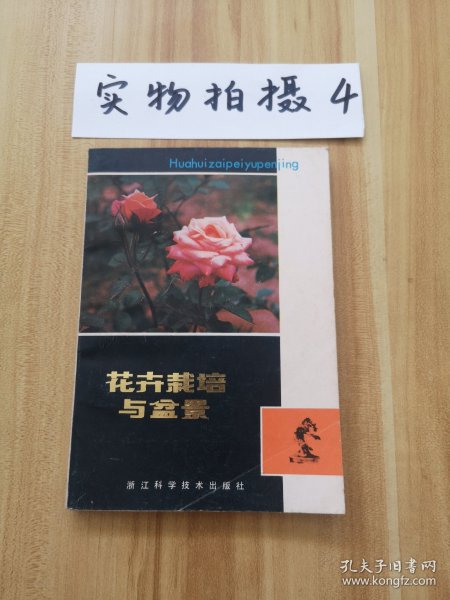 实物拍摄4
Huahuizaipeiyupenjing
花卉栽培
与盆景
浙江科学技术出版社
孔夫子旧书网
www.kongfz.com